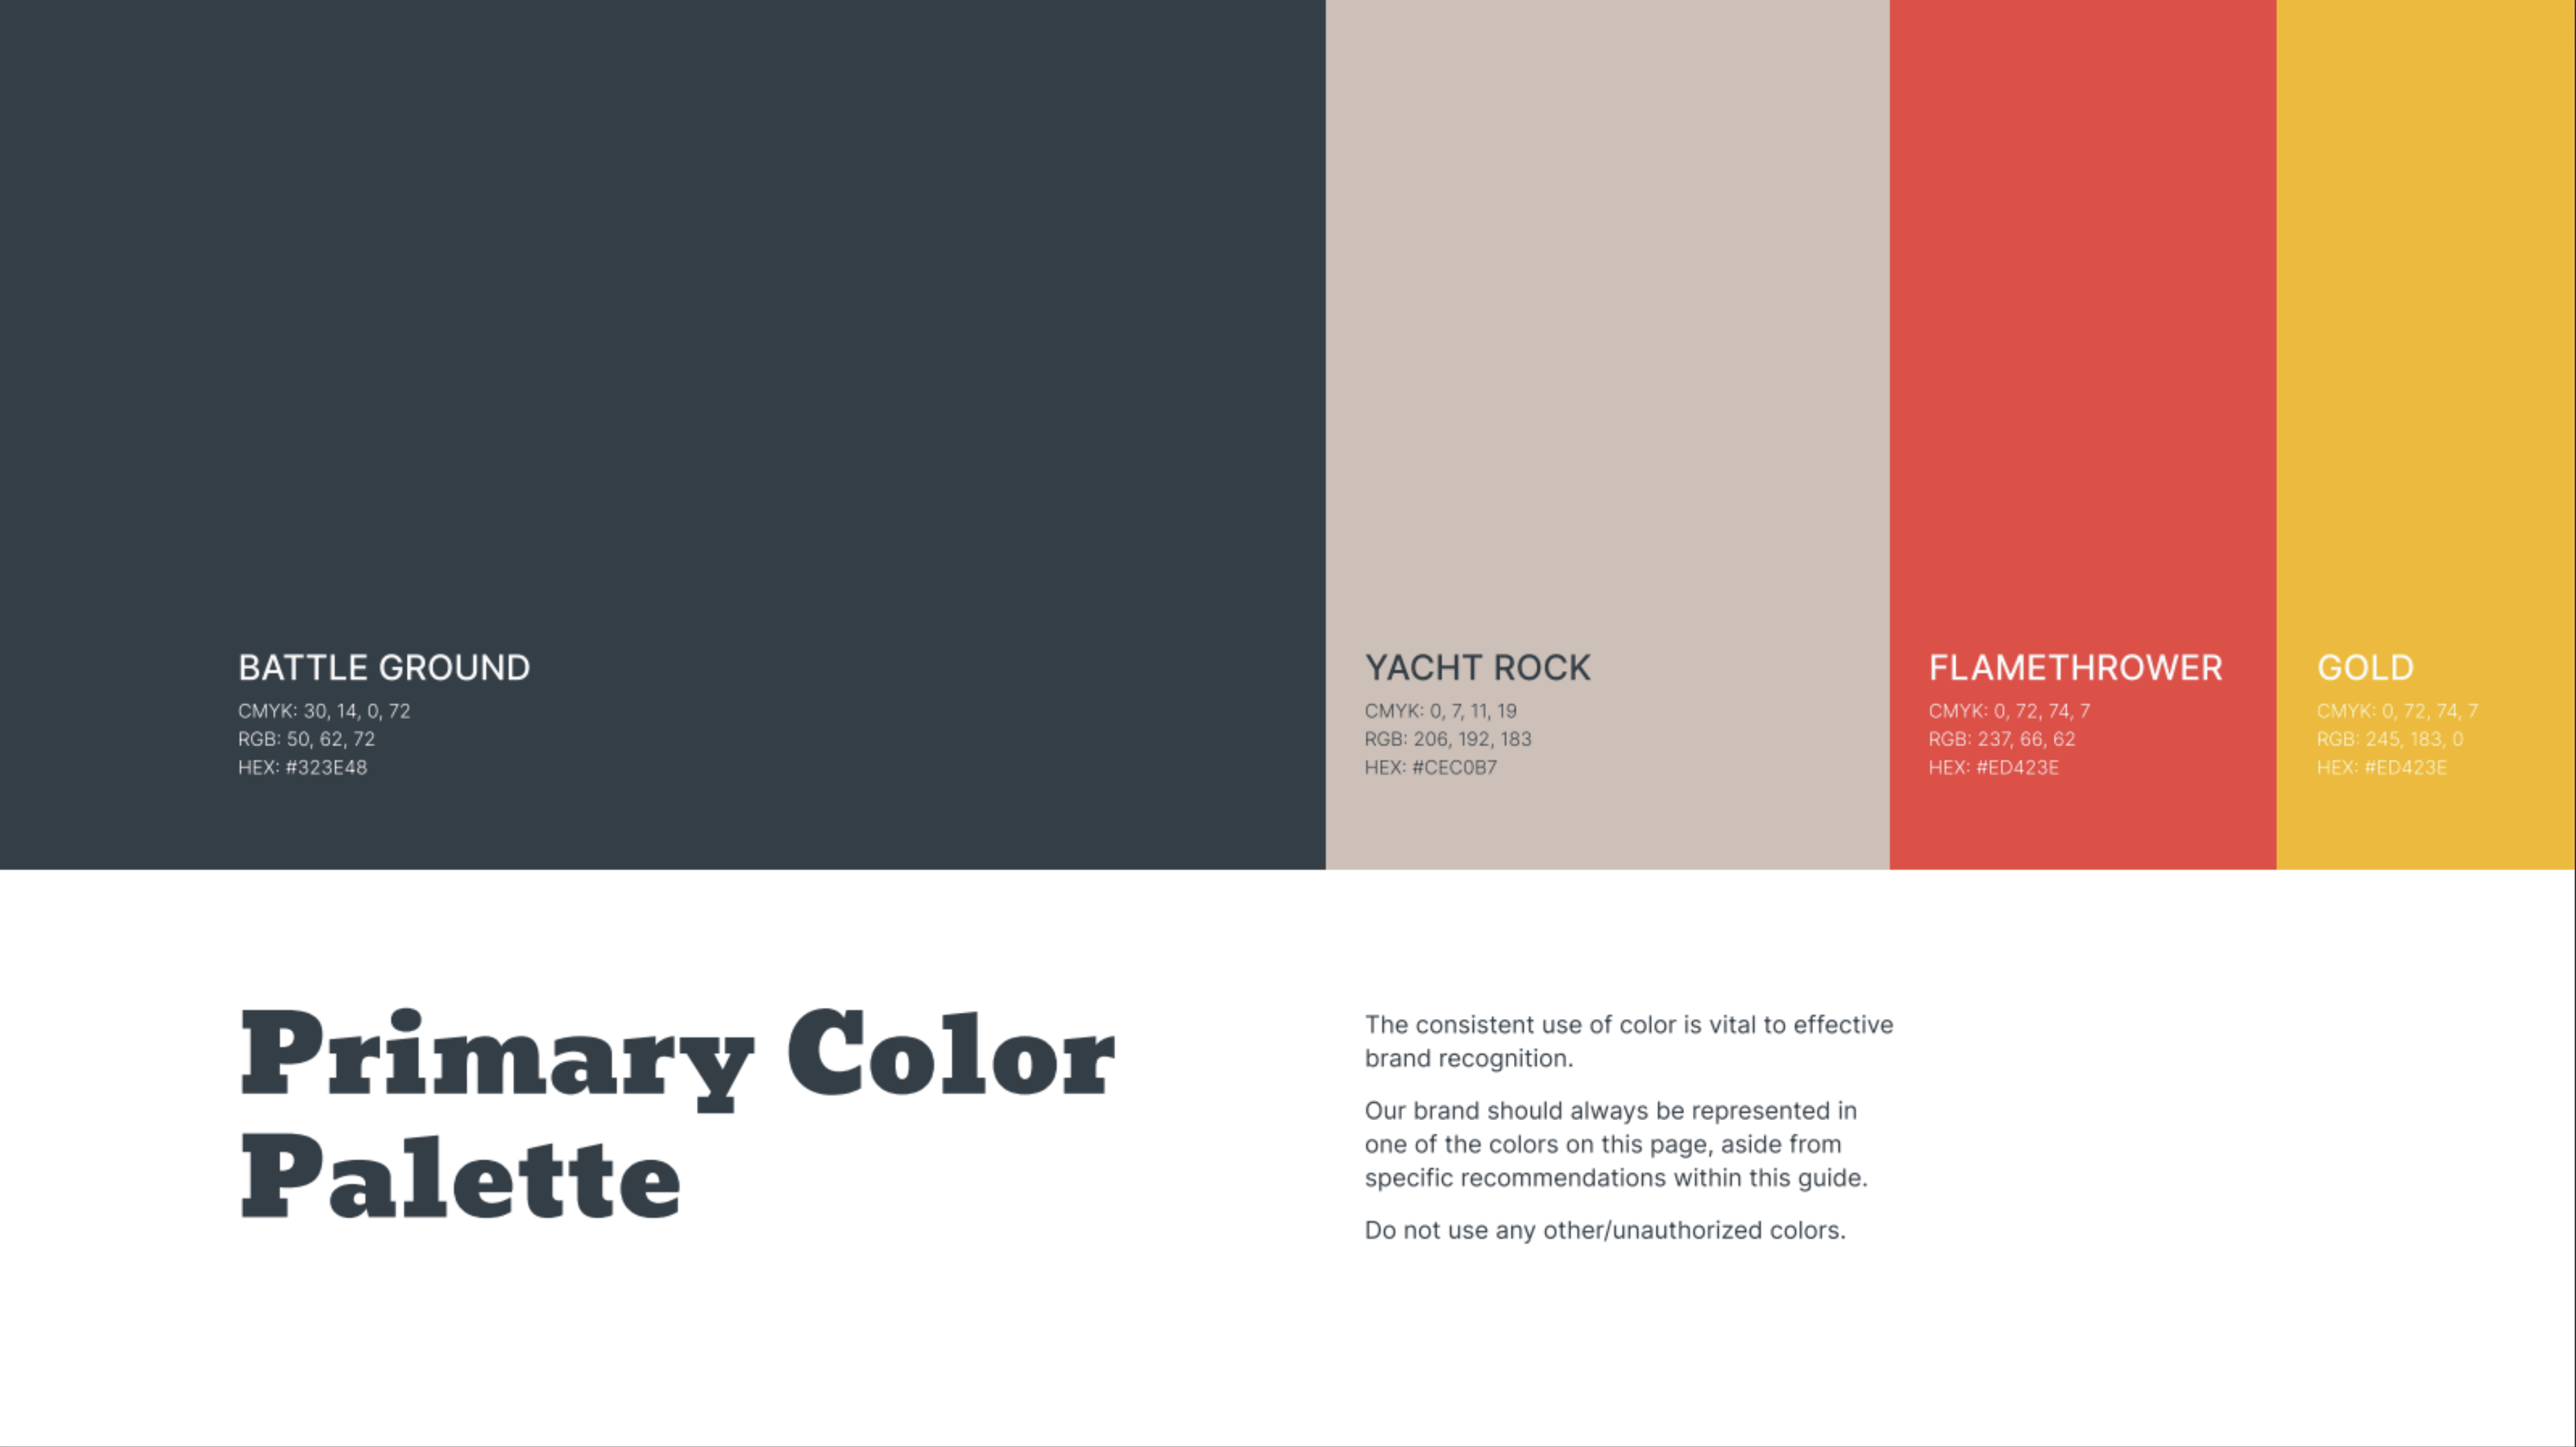 BATTLE GROUND
CMYK: 30, 14, 0, 72
RGB: 50, 62, 72
HEX: #323E48
YACHT ROCK
CMYK: 0, 7, 11, 19
RGB: 206, 192, 183
HEX: #CEC0B7
FLAMETHROWER
CMYK: 0, 72, 74, 7
RGB: 237, 66, 62
HEX: #ED423E
GOLD
CMYK: 0, 72, 74, 7
RGB: 245, 183, 0
HEX: #ED423E
Primary Color
Palette
The consistent use of color is vital to effective
brand recognition.
Our brand should always be represented in
one of the colors on this page, aside from
specific recommendations within this guide.
Do not use any other/unauthorized colors.